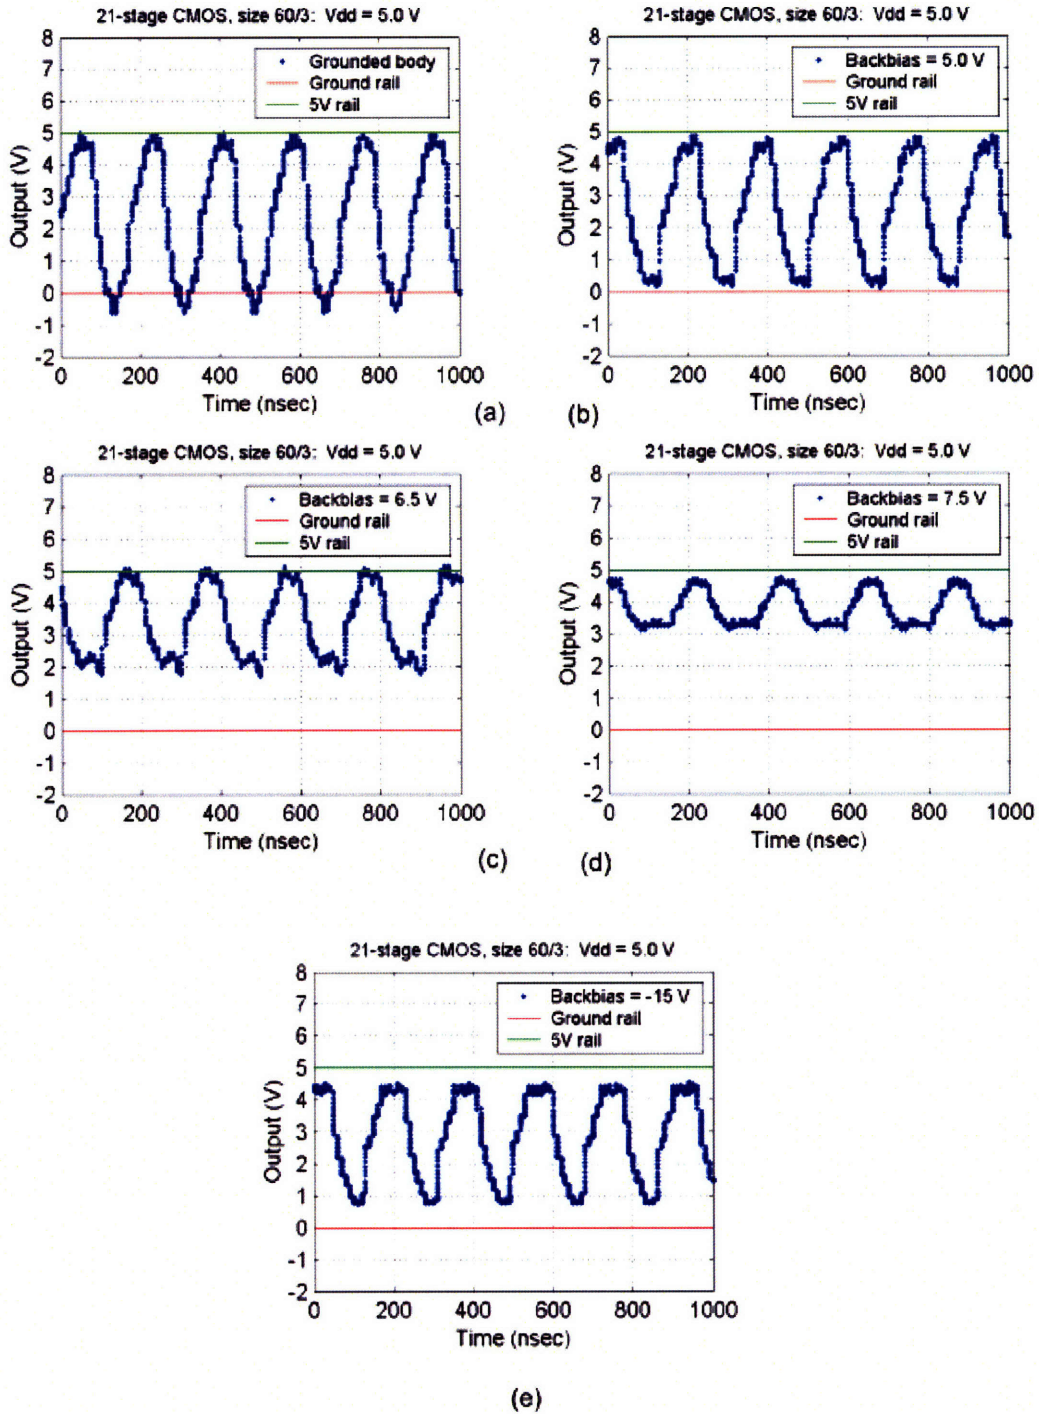 21-stage CMOS, size 60/3: Vdd = 5.0 V
8
7
6
5
4
3
2
1
0
-1
-2
Output (V)
Grounded body
Ground rail
5V rail
0 200 400 600 800 1000
Time (nsec)
(a)
21-stage CMOS, size 60/3: Vdd = 5.0 V
8
7
6
5
4
3
2
1
0
-1
-2
Output (V)
Backbias = 5.0 V
Ground rail
5V rail
0 200 400 600 800 1000
Time (nsec)
(b)
21-stage CMOS, size 60/3: Vdd = 5.0 V
8
7
6
5
4
3
2
1
0
-1
-2
Output (V)
Backbias = 6.5 V
Ground rail
5V rail
0 200 400 600 800 1000
Time (nsec)
(c)
21-stage CMOS, size 60/3: Vdd = 5.0 V
8
7
6
5
4
3
2
1
0
-1
-2
Output (V)
Backbias = 7.5 V
Ground rail
5V rail
0 200 400 600 800 1000
Time (nsec)
(d)
21-stage CMOS, size 60/3: Vdd = 5.0 V
8
7
6
5
4
3
2
1
0
-1
-2
Output (V)
Backbias = -15 V
Ground rail
5V rail
0 200 400 600 800 1000
Time (nsec)
(e)